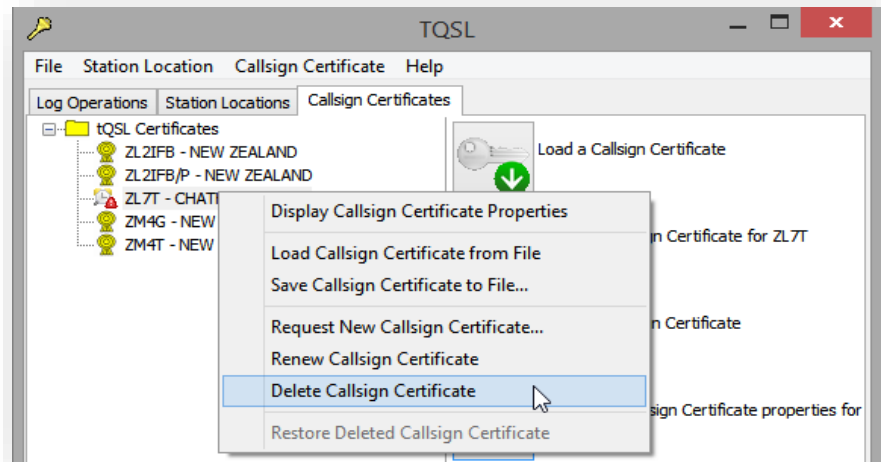 TQSL
File Station Location Callsign Certificate Help
Log Operations Station Locations Callsign Certificates
tQSL Certificates
ZL2IFB - NEW ZEALAND
ZL2IFB/P - NEW ZEALAND
ZL7T - CHAT
ZM4G - NEW
ZM4T - NEW
Load a Callsign Certificate
Display Callsign Certificate Properties
Load Callsign Certificate from File
Save Callsign Certificate to File...
Request New Callsign Certificate...
Renew Callsign Certificate
Delete Callsign Certificate
Restore Deleted Callsign Certificate
Certificate for ZL7T
Certificate
Certificate properties for